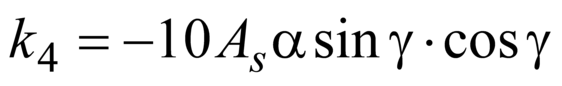 k₄ = −10Aₛα sin γ · cos γ